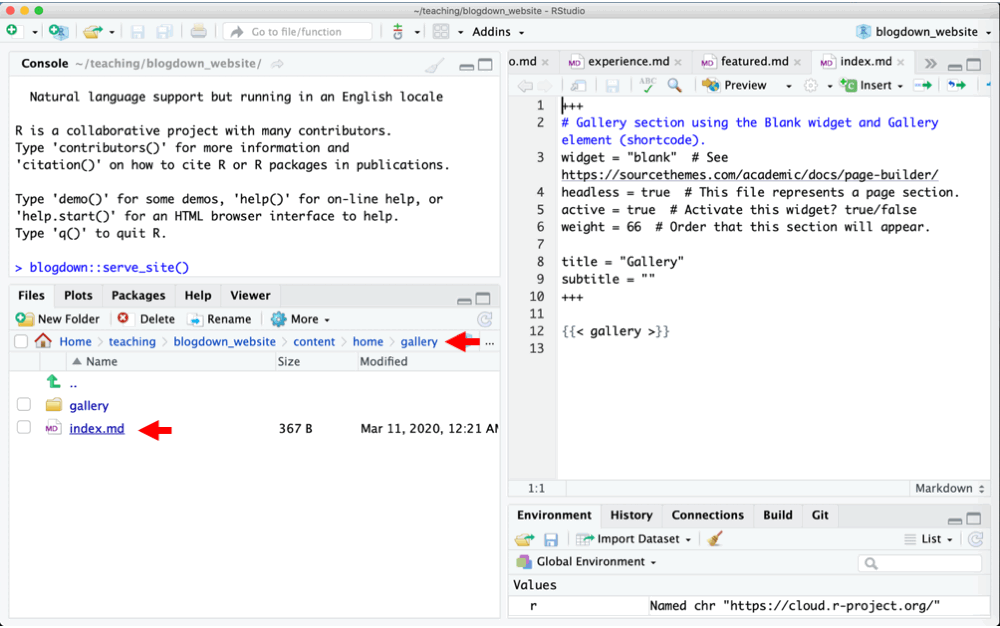 ~/teaching/blogdown_website - RStudio
Go to file/function
Addins
blogdown_website
Console ~/teaching/blogdown_website/
Natural language support but running in an English locale
R is a collaborative project with many contributors.
Type 'contributors()' for more information and
'citation()' on how to cite R or R packages in publications.
Type 'demo()' for some demos, 'help()' for on-line help, or
'help.start()' for an HTML browser interface to help.
Type 'q()' to quit R.
> blogdown::serve_site()
Files Plots Packages Help Viewer
New Folder Delete Rename More
Home teaching blogdown_website content home gallery ...
Name Size Modified
..
gallery
MD index.md 367 B Mar 11, 2020, 12:21 AM
o.md MD experience.md MD featured.md MD index.md
ABC Preview Insert
1 +++
2 # Gallery section using the Blank widget and Gallery
element (shortcode).
3 widget = "blank" # See
https://sourcethemes.com/academic/docs/page-builder/
4 headless = true # This file represents a page section.
5 active = true # Activate this widget? true/false
6 weight = 66 # Order that this section will appear.
7
8 title = "Gallery"
9 subtitle = ""
10 +++
11
12 {{< gallery >}}
13
1:1 Markdown
Environment History Connections Build Git
Import Dataset List
Global Environment
Values
r Named chr "https://cloud.r-project.org/"